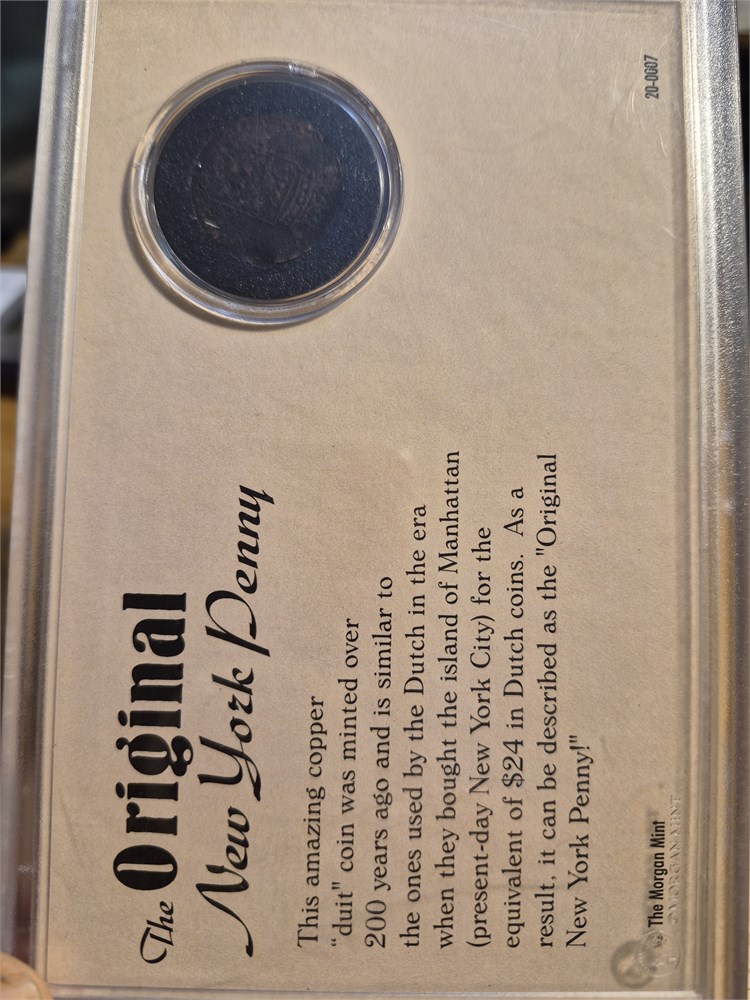 The Original
New York Penny
This amazing copper
"duit" coin was minted over
200 years ago and is similar to
the ones used by the Dutch in the era
when they bought the island of Manhattan
(present-day New York City) for the
equivalent of $24 in Dutch coins. As a
result, it can be described as the "Original
New York Penny!"
© The Morgan Mint
20-0607